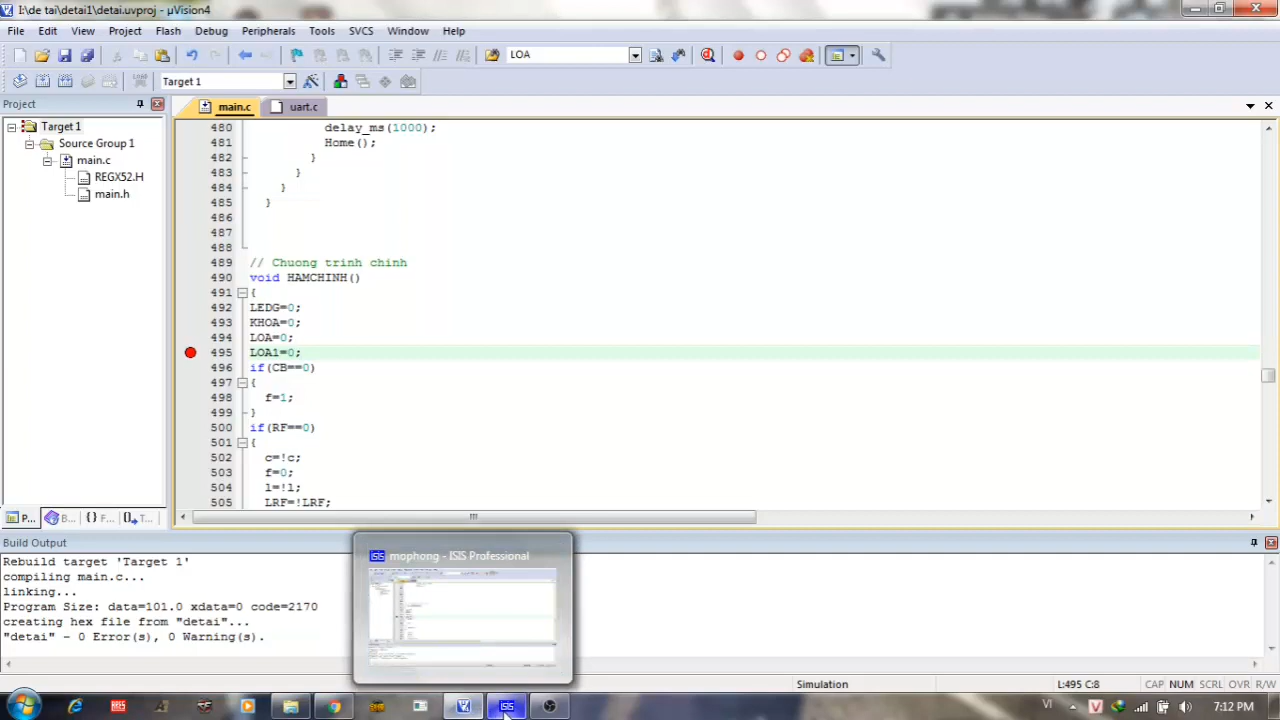 I:\de tai\detai1\detai.uvproj - µVision4
File Edit View Project Flash Debug Peripherals Tools SVCS Window Help
LOA
LOAD
Target 1
Project
main.c uart.c
Target 1
Source Group 1
main.c
REGX52.H
main.h
480 delay_ms(1000);
481 Home();
482 }
483 }
484 }
485 }
486
487
488
489 // Chuong trinh chinh
490 void HAMCHINH()
491 {
492 LEDG=0;
493 KHOA=0;
494 LOA=0;
495 LOA1=0;
496 if(CB==0)
497 {
498 f=1;
499 }
500 if(RF==0)
501 {
502 c=!c;
503 f=0;
504 l=!l;
505 LRF=!LRF;
P... B... {} F... T...
Build Output
Rebuild target 'Target 1'
compiling main.c...
linking...
Program Size: data=101.0 xdata=0 code=2170
creating hex file from "detai"...
"detai" - 0 Error(s), 0 Warning(s).
ISIS mophong - ISIS Professional
Simulation L:495 C:8 CAP NUM SCRL OVR R/W
ISIS VI V 7:12 PM